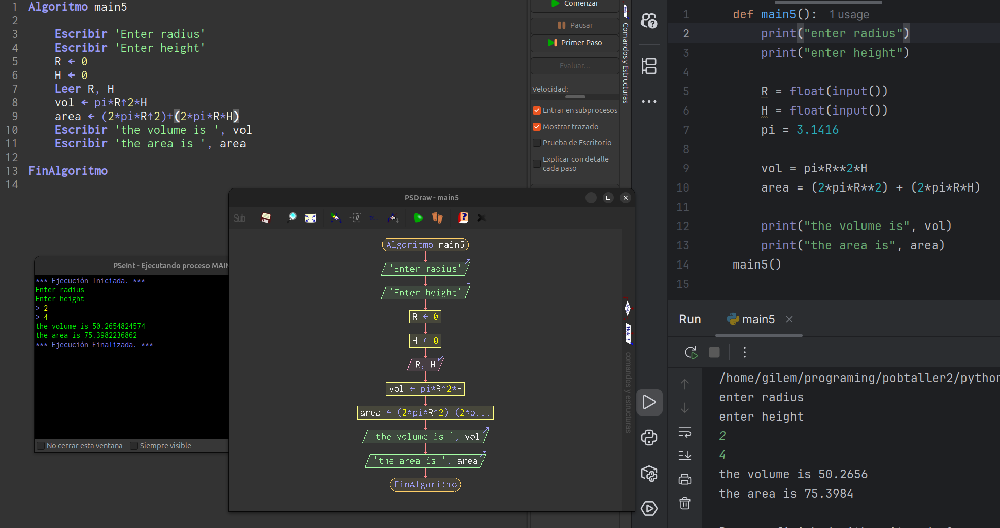 1 Algoritmo main5
2
3 Escribir 'Enter radius'
4 Escribir 'Enter height'
5 R ← 0
6 H ← 0
7 Leer R, H
8 vol ← pi*R↑2*H
9 area ← (2*pi*R↑2)+(2*pi*R*H)
10 Escribir 'the volume is ', vol
11 Escribir 'the area is ', area
12
13 FinAlgoritmo
14
Comenzar
Pausar
Primer Paso
Evaluar...
Velocidad:
Entrar en subprocesos
Mostrar trazado
Prueba de Escritorio
Explicar con detalle
cada paso
Comandos y Estructuras
PSeInt - Ejecutando proceso MAIN
*** Ejecución Iniciada. ***
Enter radius
Enter height
> 2
> 4
the volume is 50.2654824574
the area is 75.3982236862
*** Ejecución Finalizada. ***
No cerrar esta ventana
Siempre visible
PSDraw - main5
Sub
Algoritmo main5
'Enter radius'
'Enter height'
R ← 0
H ← 0
R, H
vol ← pi*R^2*H
area ← (2*pi*R^2)+(2*p...
'the volume is ', vol
'the area is ', area
FinAlgoritmo
comandos y estructuras
1 def main5(): 1 usage
2 print("enter radius")
3 print("enter height")
4
5 R = float(input())
6 H = float(input())
7 pi = 3.1416
8
9 vol = pi*R**2*H
10 area = (2*pi*R**2) + (2*pi*R*H)
11
12 print("the volume is", vol)
13 print("the area is", area)
14 main5()
15
Run
main5
/home/gilem/programing/pobtaller2/python
enter radius
enter height
2
4
the volume is 50.2656
the area is 75.3984